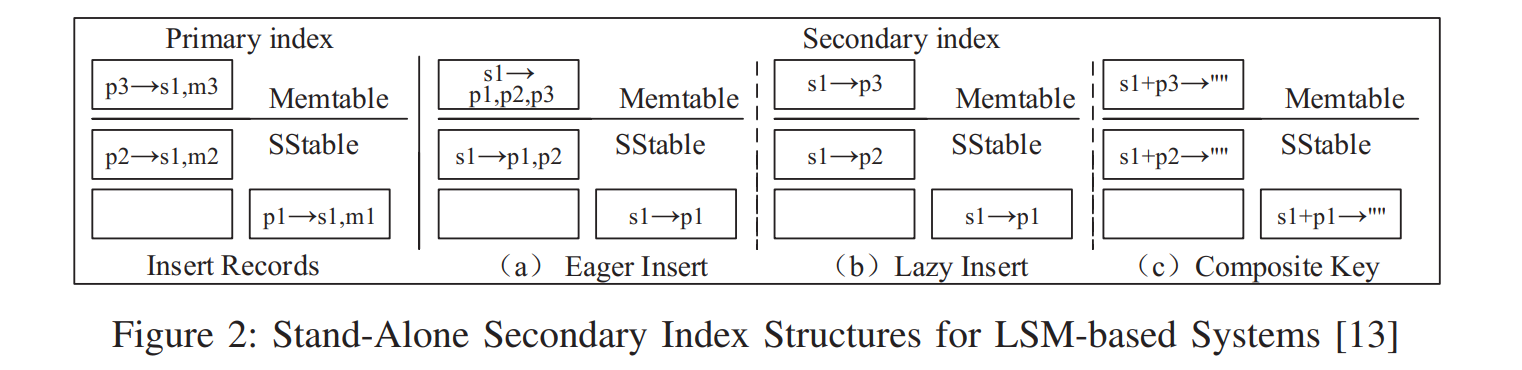 Primary index
Secondary index
p3→s1,m3
Memtable
s1→
p1,p2,p3
Memtable
s1→p3
Memtable
s1+p3→""
Memtable
p2→s1,m2
SStable
s1→p1,p2
SStable
s1→p2
SStable
s1+p2→""
SStable
p1→s1,m1
s1→p1
s1→p1
s1+p1→""
Insert Records
（a） Eager Insert
（b）Lazy Insert
（c）Composite Key
Figure 2: Stand-Alone Secondary Index Structures for LSM-based Systems [13]